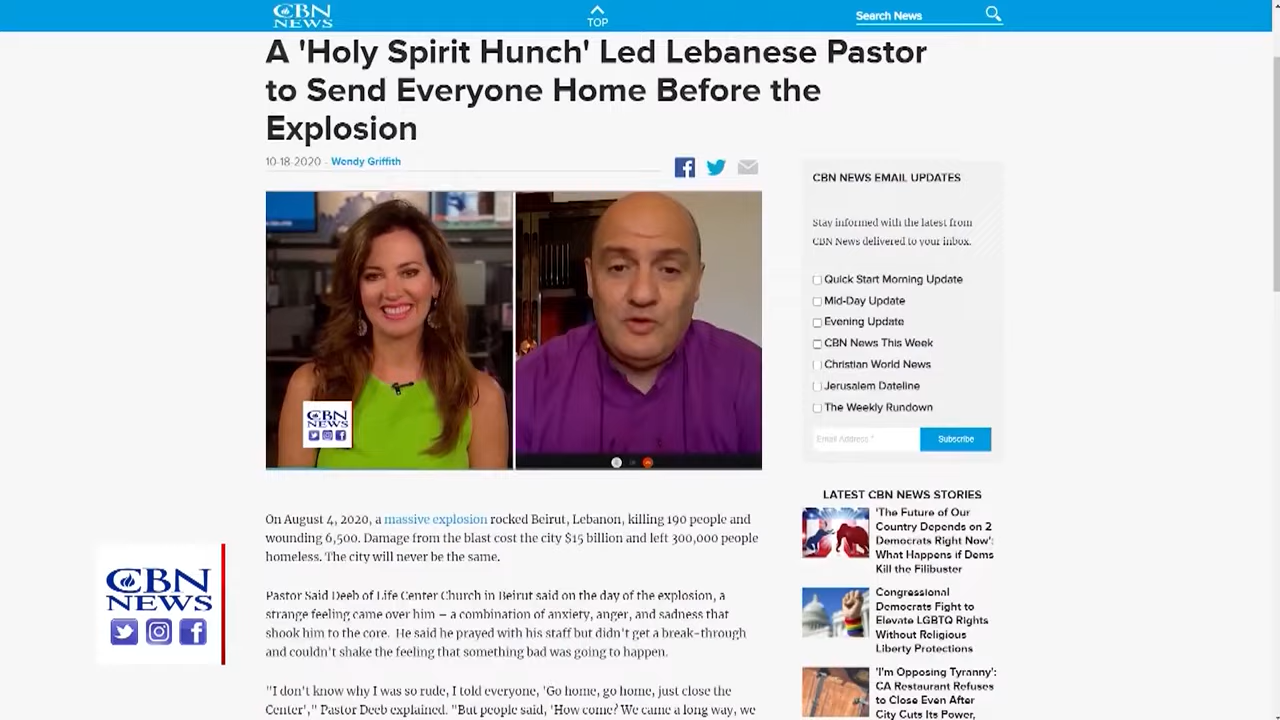 CBN
NEWS
TOP
Search News
A 'Holy Spirit Hunch' Led Lebanese Pastor
to Send Everyone Home Before the
Explosion
10-18-2020 - Wendy Griffith
CBN
NEWS
On August 4, 2020, a massive explosion rocked Beirut, Lebanon, killing 190 people and
wounding 6,500. Damage from the blast cost the city $15 billion and left 300,000 people
homeless. The city will never be the same.
Pastor Said Deeb of Life Center Church in Beirut said on the day of the explosion, a
strange feeling came over him – a combination of anxiety, anger, and sadness that
shook him to the core. He said he prayed with his staff but didn't get a break-through
and couldn't shake the feeling that something bad was going to happen.
"I don't know why I was so rude, I told everyone, 'Go home, go home, just close the
Center'," Pastor Deeb explained. "But people said, 'How come? We came a long way, we
CBN NEWS EMAIL UPDATES
Stay informed with the latest from
CBN News delivered to your inbox.
Quick Start Morning Update
Mid-Day Update
Evening Update
CBN News This Week
Christian World News
Jerusalem Dateline
The Weekly Rundown
Email Address *
Subscribe
LATEST CBN NEWS STORIES
'The Future of Our
Country Depends on 2
Democrats Right Now':
What Happens if Dems
Kill the Filibuster
Congressional
Democrats Fight to
Elevate LGBTQ Rights
Without Religious
Liberty Protections
'I'm Opposing Tyranny':
CA Restaurant Refuses
to Close Even After
City Cuts Its Power,
CBN
NEWS